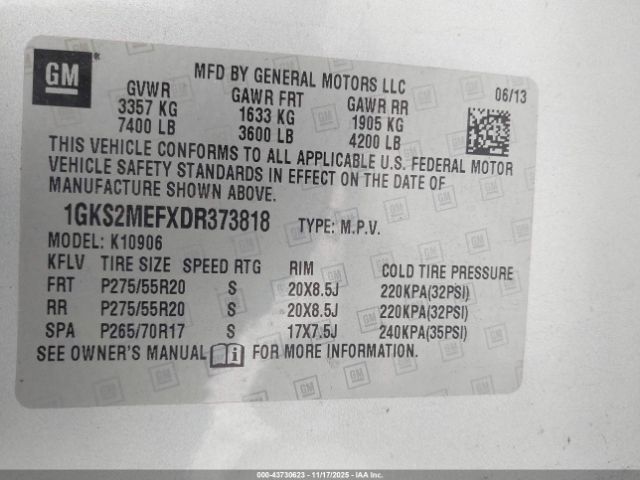 GM
MFD BY GENERAL MOTORS LLC
06/13
GVWR GAWR FRT GAWR RR
3357 KG 1633 KG 1905 KG
7400 LB 3600 LB 4200 LB
THIS VEHICLE CONFORMS TO ALL APPLICABLE U.S. FEDERAL MOTOR
VEHICLE SAFETY STANDARDS IN EFFECT ON THE DATE OF
MANUFACTURE SHOWN ABOVE.
1GKS2MEFXDR373818 TYPE: M.P.V.
MODEL: K10906
KFLV TIRE SIZE SPEED RTG RIM COLD TIRE PRESSURE
FRT P275/55R20 S 20X8.5J 220KPA(32PSI)
RR P275/55R20 S 20X8.5J 220KPA(32PSI)
SPA P265/70R17 S 17X7.5J 240KPA(35PSI)
SEE OWNER'S MANUAL FOR MORE INFORMATION.
000-43730623 - 11/17/2025 - IAAI.COM